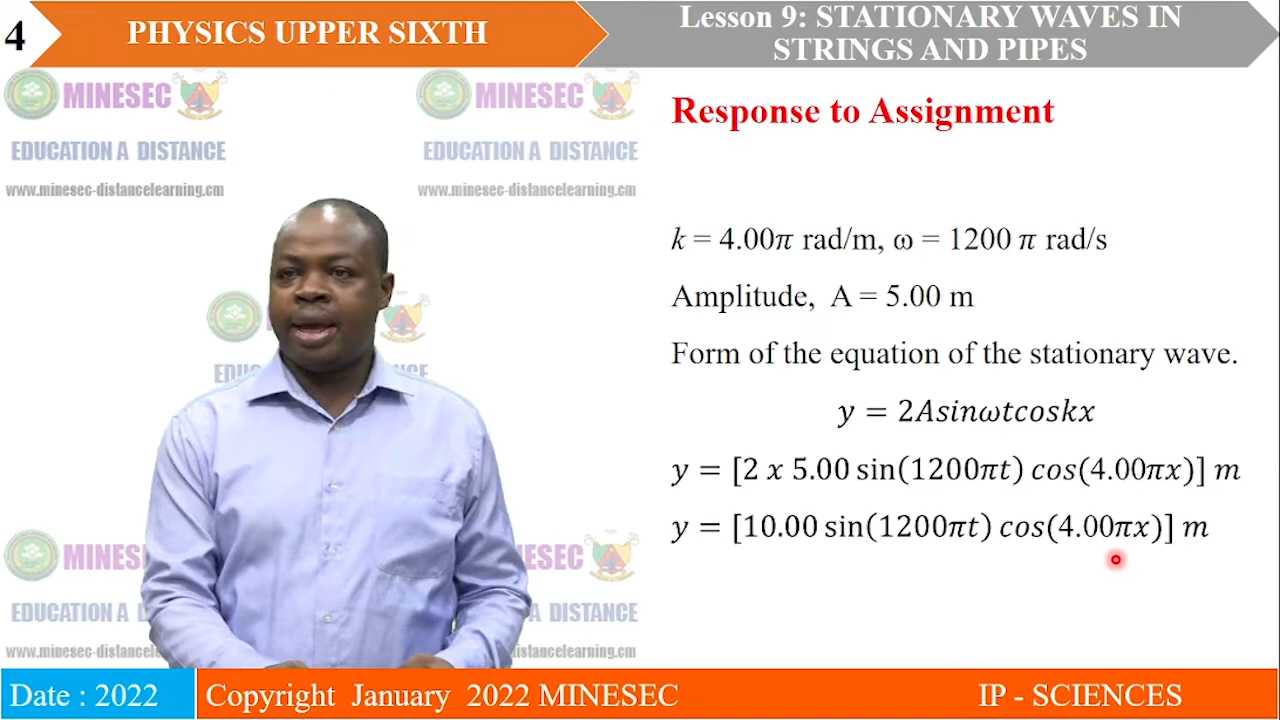 4
PHYSICS UPPER SIXTH
Lesson 9: STATIONARY WAVES IN
STRINGS AND PIPES
MINESEC
MINESEC
EDUCATION A DISTANCE
EDUCATION A DISTANCE
www.minesec-distancelearning.cm
www.minesec-distancelearning.cm
Response to Assignment
k = 4.00π rad/m, ω = 1200 π rad/s
Amplitude, A = 5.00 m
Form of the equation of the stationary wave.
y = 2Asinωtcoskx
y = [2 x 5.00 sin(1200πt) cos(4.00πx)] m
y = [10.00 sin(1200πt) cos(4.00πx)] m
EDUCATION A
A DISTANCE
Date : 2022
Copyright January 2022 MINESEC
IP - SCIENCES